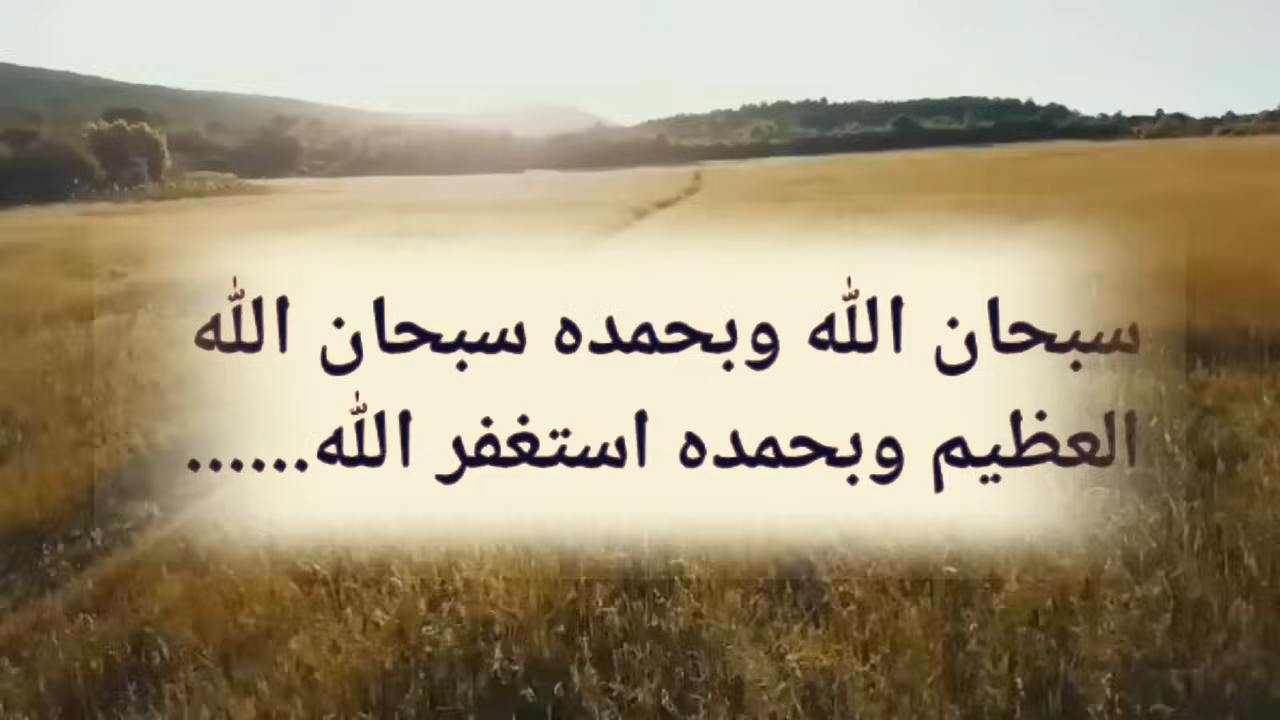 سبحان الله وبحمده سبحان الله
العظيم وبحمده استغفر الله......